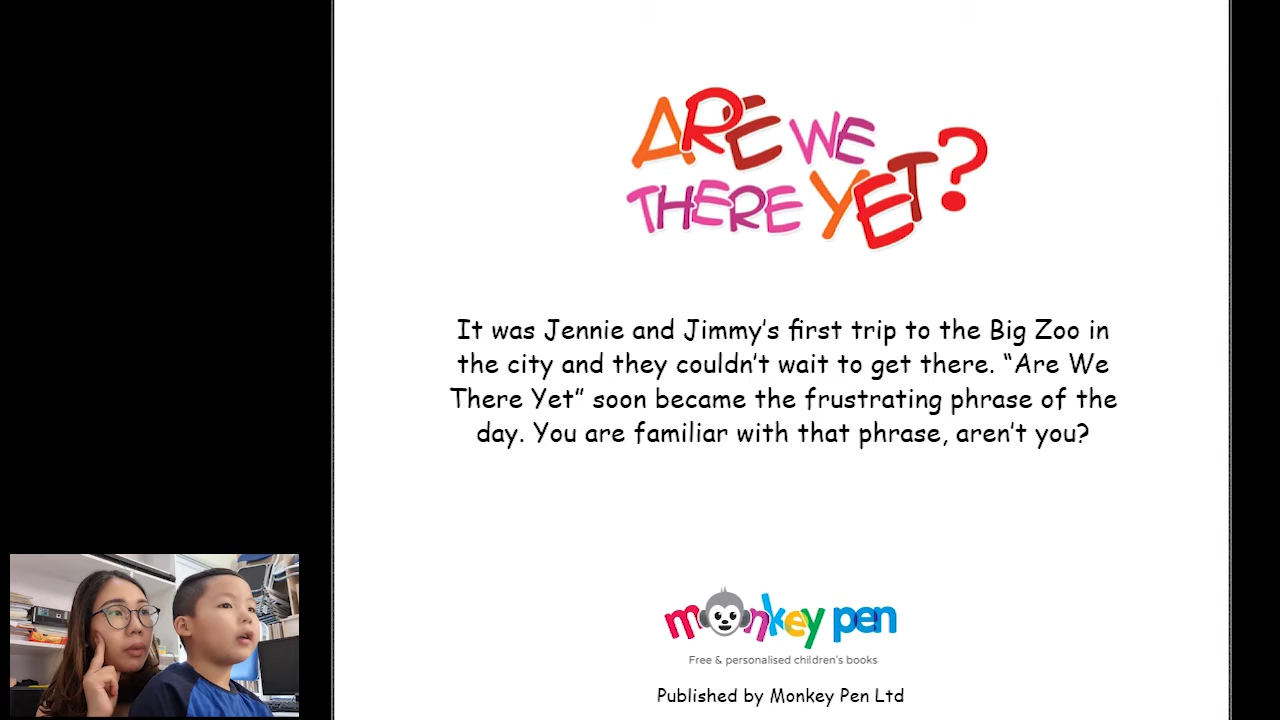 ARE WE
THERE YET?
It was Jennie and Jimmy’s first trip to the Big Zoo in
the city and they couldn’t wait to get there. “Are We
There Yet” soon became the frustrating phrase of the
day. You are familiar with that phrase, aren’t you?
monkey pen
Free & personalised children's books
Published by Monkey Pen Ltd